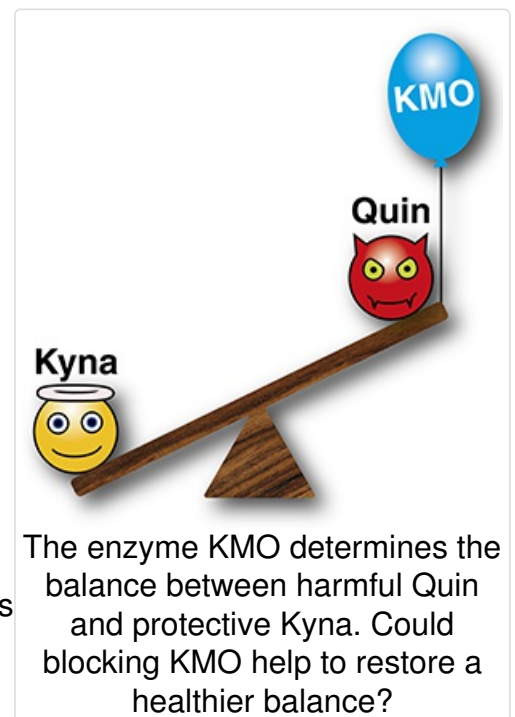 KMO
Quin
Kyna
s
The enzyme KMO determines the
balance between harmful Quin
and protective Kyna. Could
blocking KMO help to restore a
healthier balance?